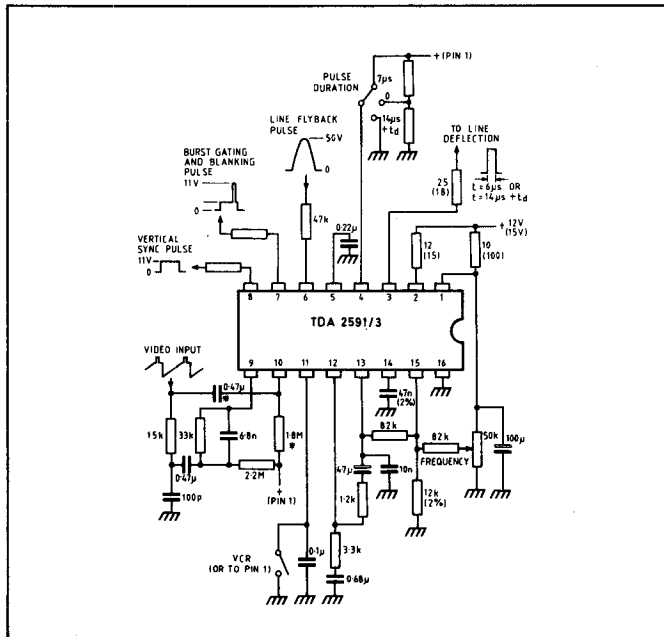 +(PIN 1)
PULSE
DURATION
7μs
0
14μs
+ td
LINE FLYBACK
PULSE
50V
0
TO LINE
DEFLECTION
25
(18)
t = 6μs OR
t = 14μs + td
BURST GATING
AND BLANKING
PULSE
11V
0
47k
0·22μ
+ 12V
(15V)
12
(15)
10
(100)
VERTICAL
SYNC PULSE
11V
0
8 7 6 5 4 3 2 1
TDA 2591/3
9 10 11 12 13 14 15 16
VIDEO INPUT
0·47μ
*
1·5k
33k
6·8n
1·8M
*
0·47μ
2·2M
100p
+
(PIN 1)
47n
(2%)
82k
82k
FREQUENCY
50k
100μ
47μ
10n
1·2k
12k
(2%)
VCR
(OR TO PIN 1)
0·1μ
3·3k
0·68μ